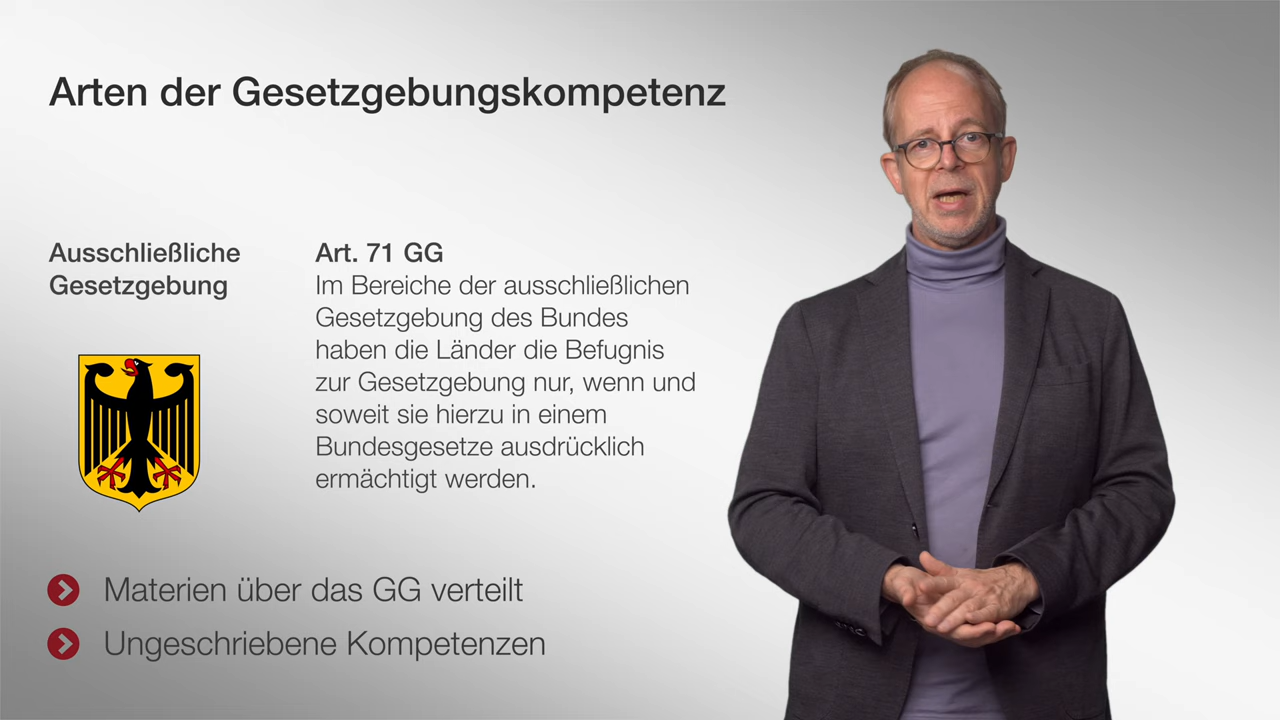 Arten der Gesetzgebungskompetenz
Ausschließliche
Gesetzgebung
Art. 71 GG
Im Bereiche der ausschließlichen
Gesetzgebung des Bundes
haben die Länder die Befugnis
zur Gesetzgebung nur, wenn und
soweit sie hierzu in einem
Bundesgesetze ausdrücklich
ermächtigt werden.
Materien über das GG verteilt
Ungeschriebene Kompetenzen